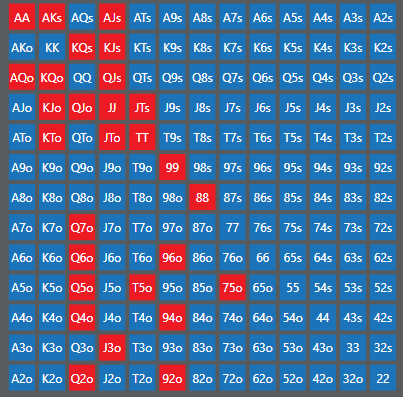 AA AKs AQs AJs ATs A9s A8s A7s A6s A5s A4s A3s A2s
AKo KK KQs KJs KTs K9s K8s K7s K6s K5s K4s K3s K2s
AQo KQo QQ QJs QTs Q9s Q8s Q7s Q6s Q5s Q4s Q3s Q2s
AJo KJo QJo JJ JTs J9s J8s J7s J6s J5s J4s J3s J2s
ATo KTo QTo JTo TT T9s T8s T7s T6s T5s T4s T3s T2s
A9o K9o Q9o J9o T9o 99 98s 97s 96s 95s 94s 93s 92s
A8o K8o Q8o J8o T8o 98o 88 87s 86s 85s 84s 83s 82s
A7o K7o Q7o J7o T7o 97o 87o 77 76s 75s 74s 73s 72s
A6o K6o Q6o J6o T6o 96o 86o 76o 66 65s 64s 63s 62s
A5o K5o Q5o J5o T5o 95o 85o 75o 65o 55 54s 53s 52s
A4o K4o Q4o J4o T4o 94o 84o 74o 64o 54o 44 43s 42s
A3o K3o Q3o J3o T3o 93o 83o 73o 63o 53o 43o 33 32s
A2o K2o Q2o J2o T2o 92o 82o 72o 62o 52o 42o 32o 22